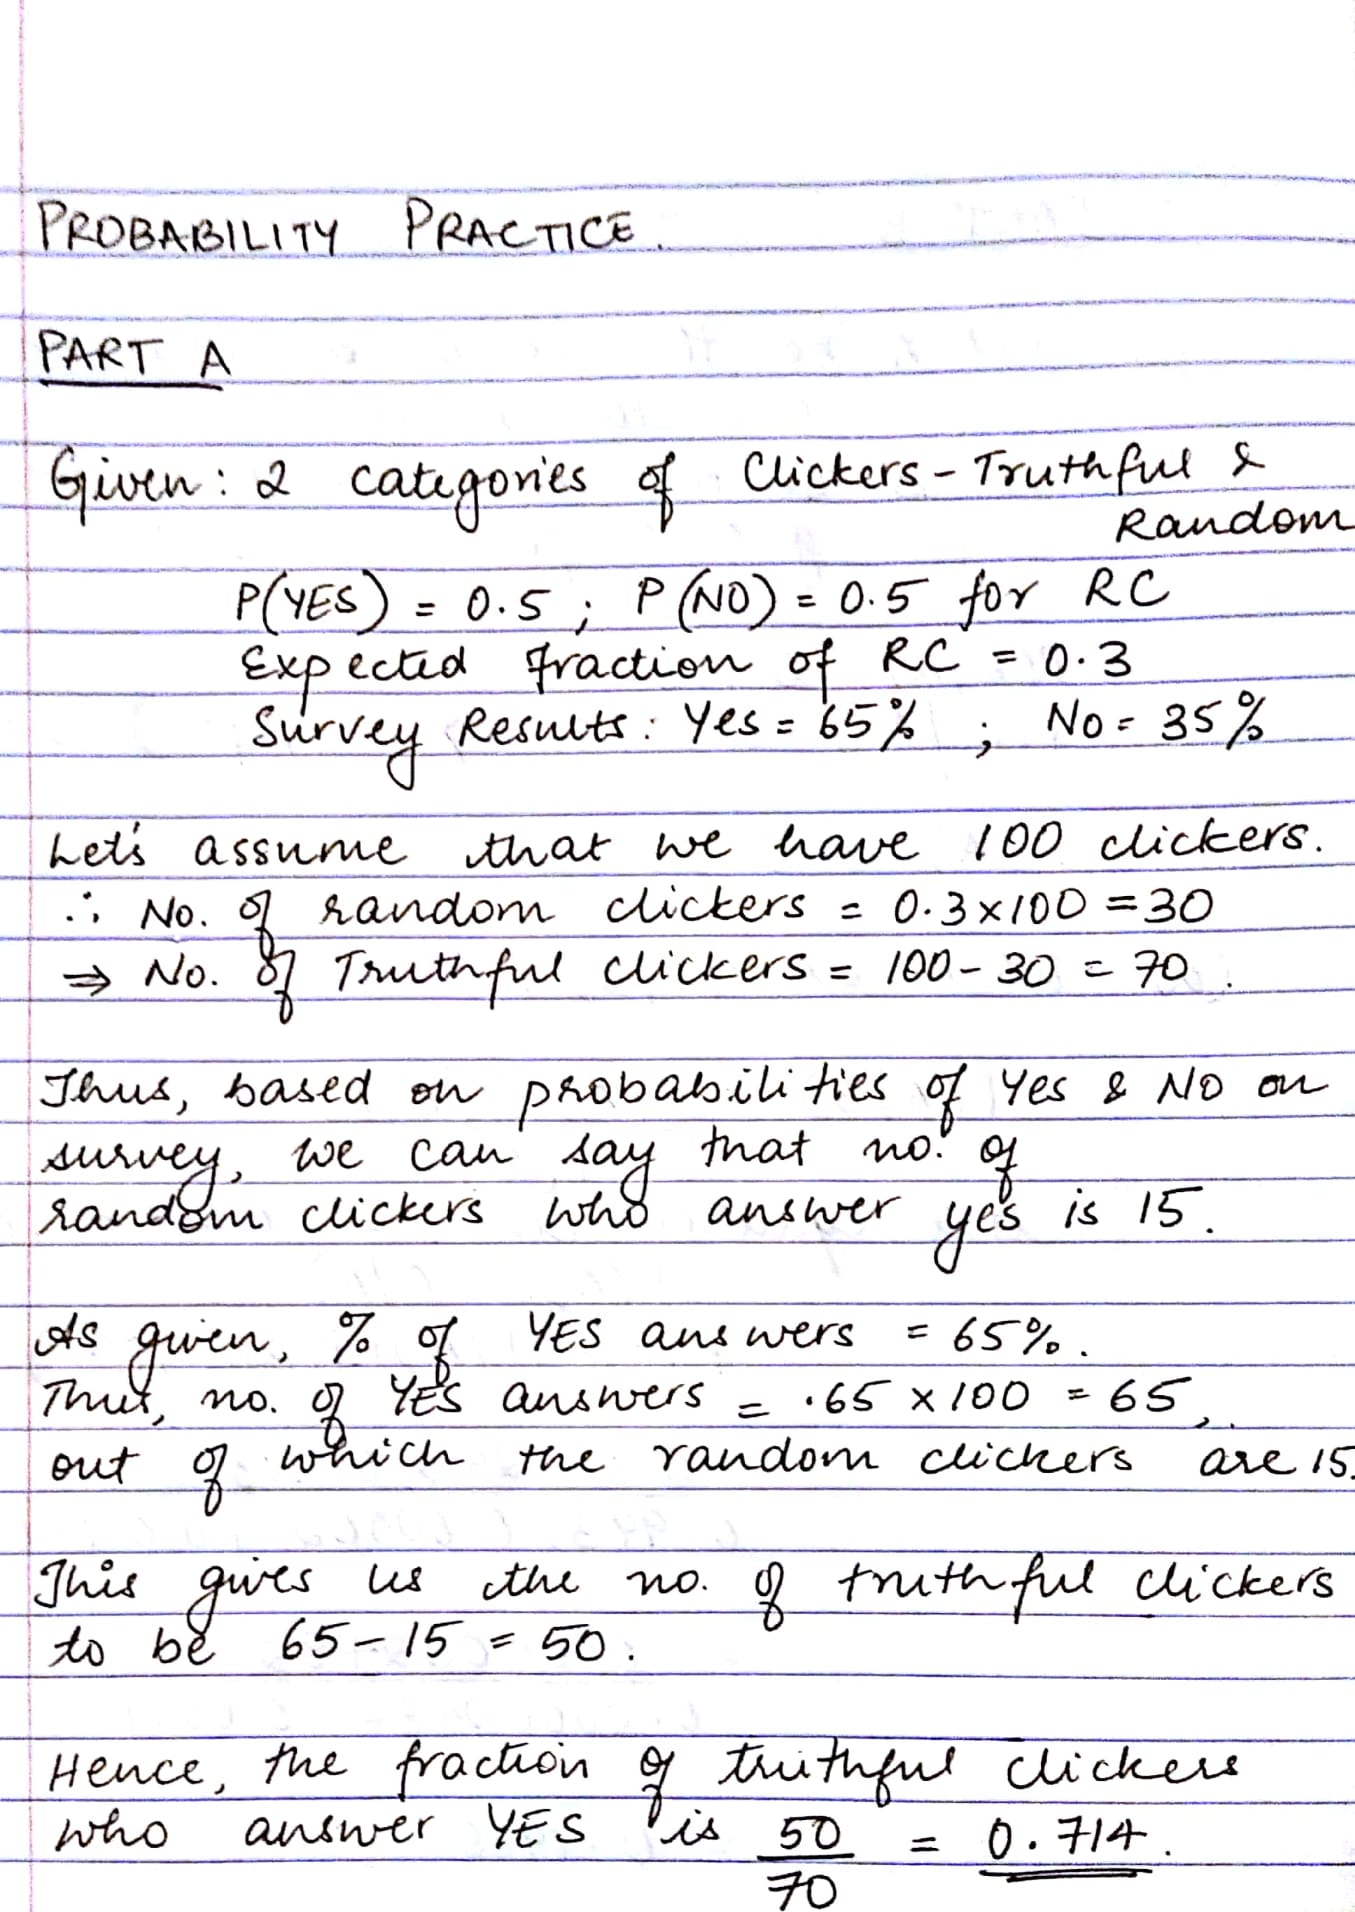 PROBABILITY PRACTICE.
PART A
Given: 2 categories of Clickers - Truthful &
Random
P(YES) = 0.5 ; P(NO) = 0.5 for RC
Expected fraction of RC = 0.3
Survey Results: Yes = 65% ; No = 35%
Let's assume that we have 100 clickers.
∴ No. of random clickers = 0.3 x 100 = 30
⇒ No. of Truthful clickers = 100 - 30 = 70.
Thus, based on probabilities of Yes & NO on
survey, we can say that no. of
random clickers who answer yes is 15.
As given, % of YES answers = 65%.
Thus, no. of YES answers = .65 x 100 = 65,
out of which the random clickers are 15.
This gives us the no. of truthful clickers
to be 65 - 15 = 50.
Hence, the fraction of truthful clickers
who answer YES is 50/70 = 0.714.